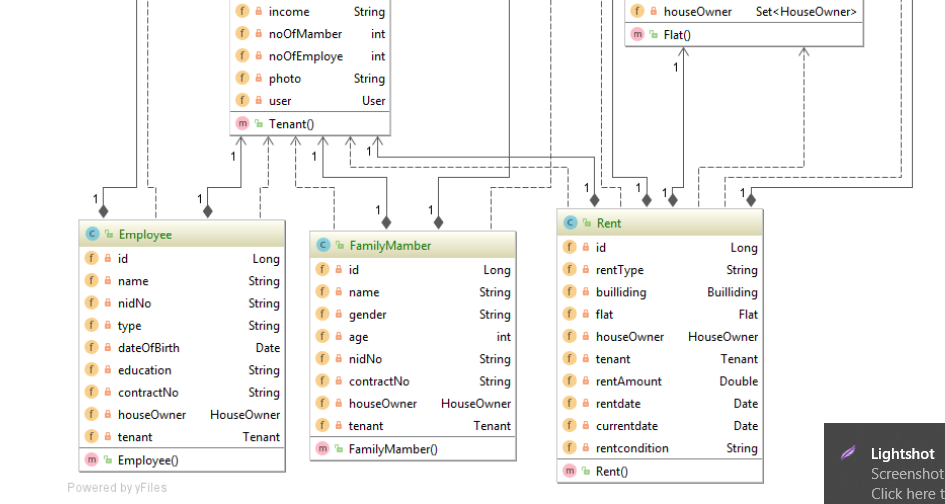 income String
noOfMamber int
noOfEmploye int
photo String
user User
Tenant()
houseOwner Set<HouseOwner>
Flat()
1
1
1
1
1
1
1
1
1
1
1
Employee
id Long
name String
nidNo String
type String
dateOfBirth Date
education String
contractNo String
houseOwner HouseOwner
tenant Tenant
Employee()
FamilyMamber
id Long
name String
gender String
age int
nidNo String
contractNo String
houseOwner HouseOwner
tenant Tenant
FamilyMamber()
Rent
id Long
rentType String
builliding Builliding
flat Flat
houseOwner HouseOwner
tenant Tenant
rentAmount Double
rentdate Date
currentdate Date
rentcondition String
Rent()
Powered by yFiles
Lightshot
Screenshot
Click here t